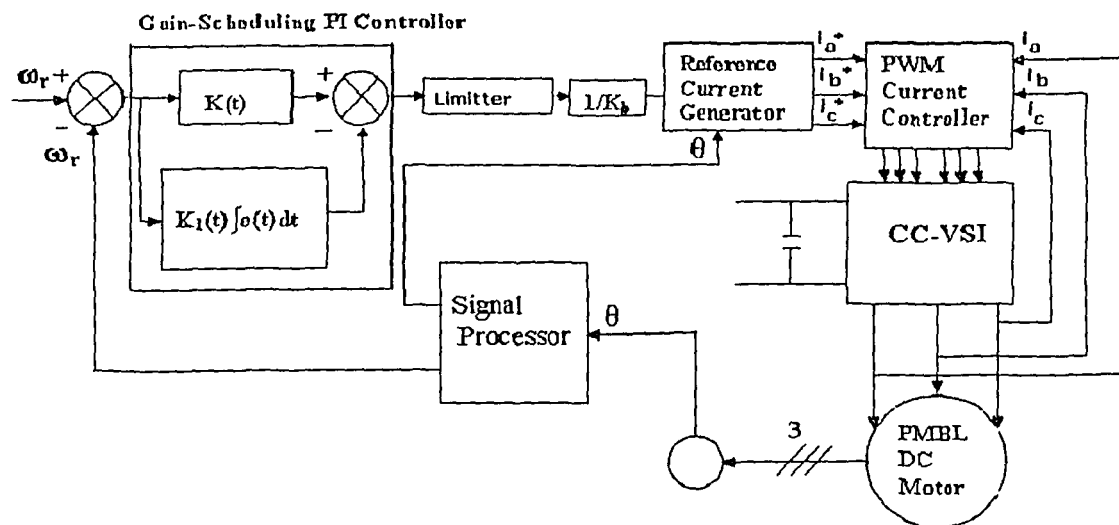 Gain-Scheduling PI Controller
ωr +
-
ωr
K(t)
+
-
K1(t) ∫e(t) dt
Limitter
1/Kb
Reference
Current
Generator
θ
ia*
ib*
ic*
PWM
Current
Controller
ia
ib
ic
CC-VSI
Signal
Processor
θ
3
PMBL
DC
Motor